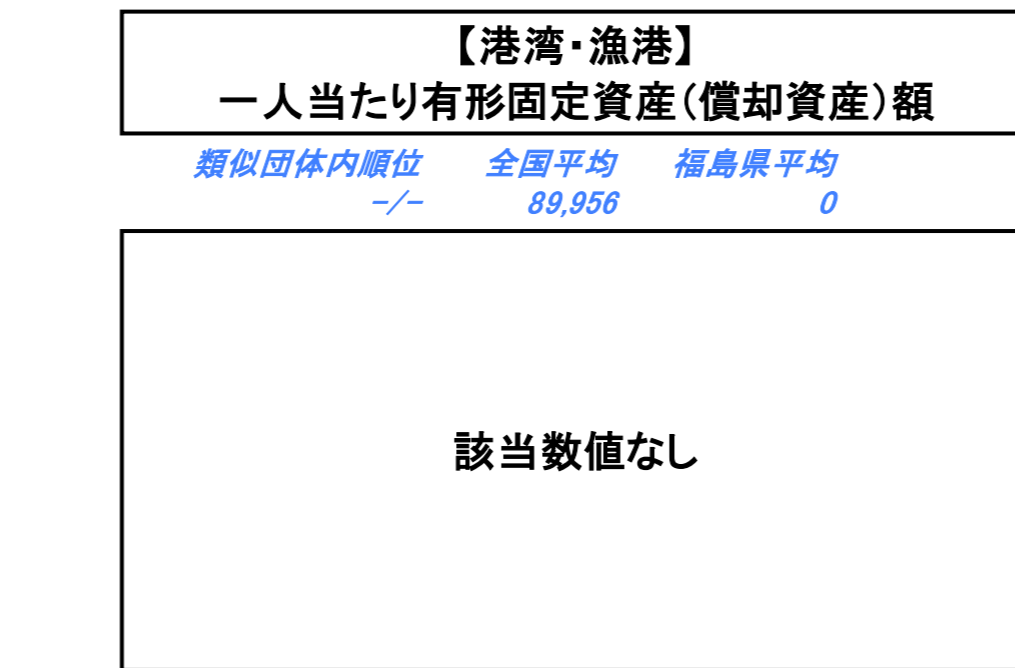 【港湾・漁港】
一人当たり有形固定資産(償却資産)額
類似団体内順位 全国平均 福島県平均
-/- 89,956 0
該当数値なし